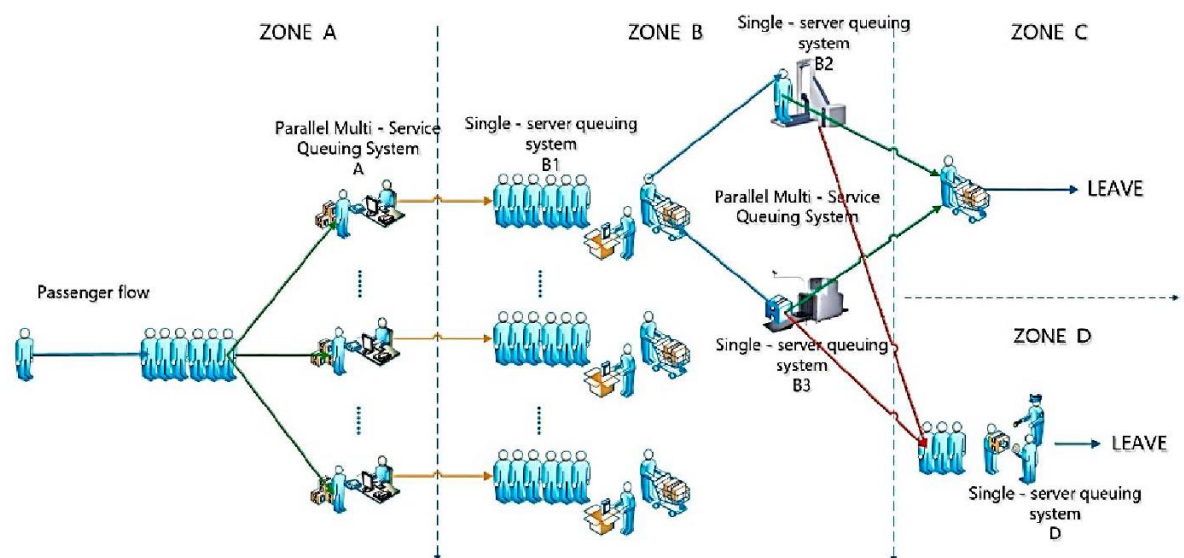 ZONE A
ZONE B
Single - server queuing
system
B2
ZONE C
Parallel Multi - Service
Queuing System
A
Single - server queuing
system
B1
Parallel Multi - Service
Queuing System
LEAVE
Passenger flow
Single - server queuing
system
B3
ZONE D
LEAVE
Single - server queuing
system
D